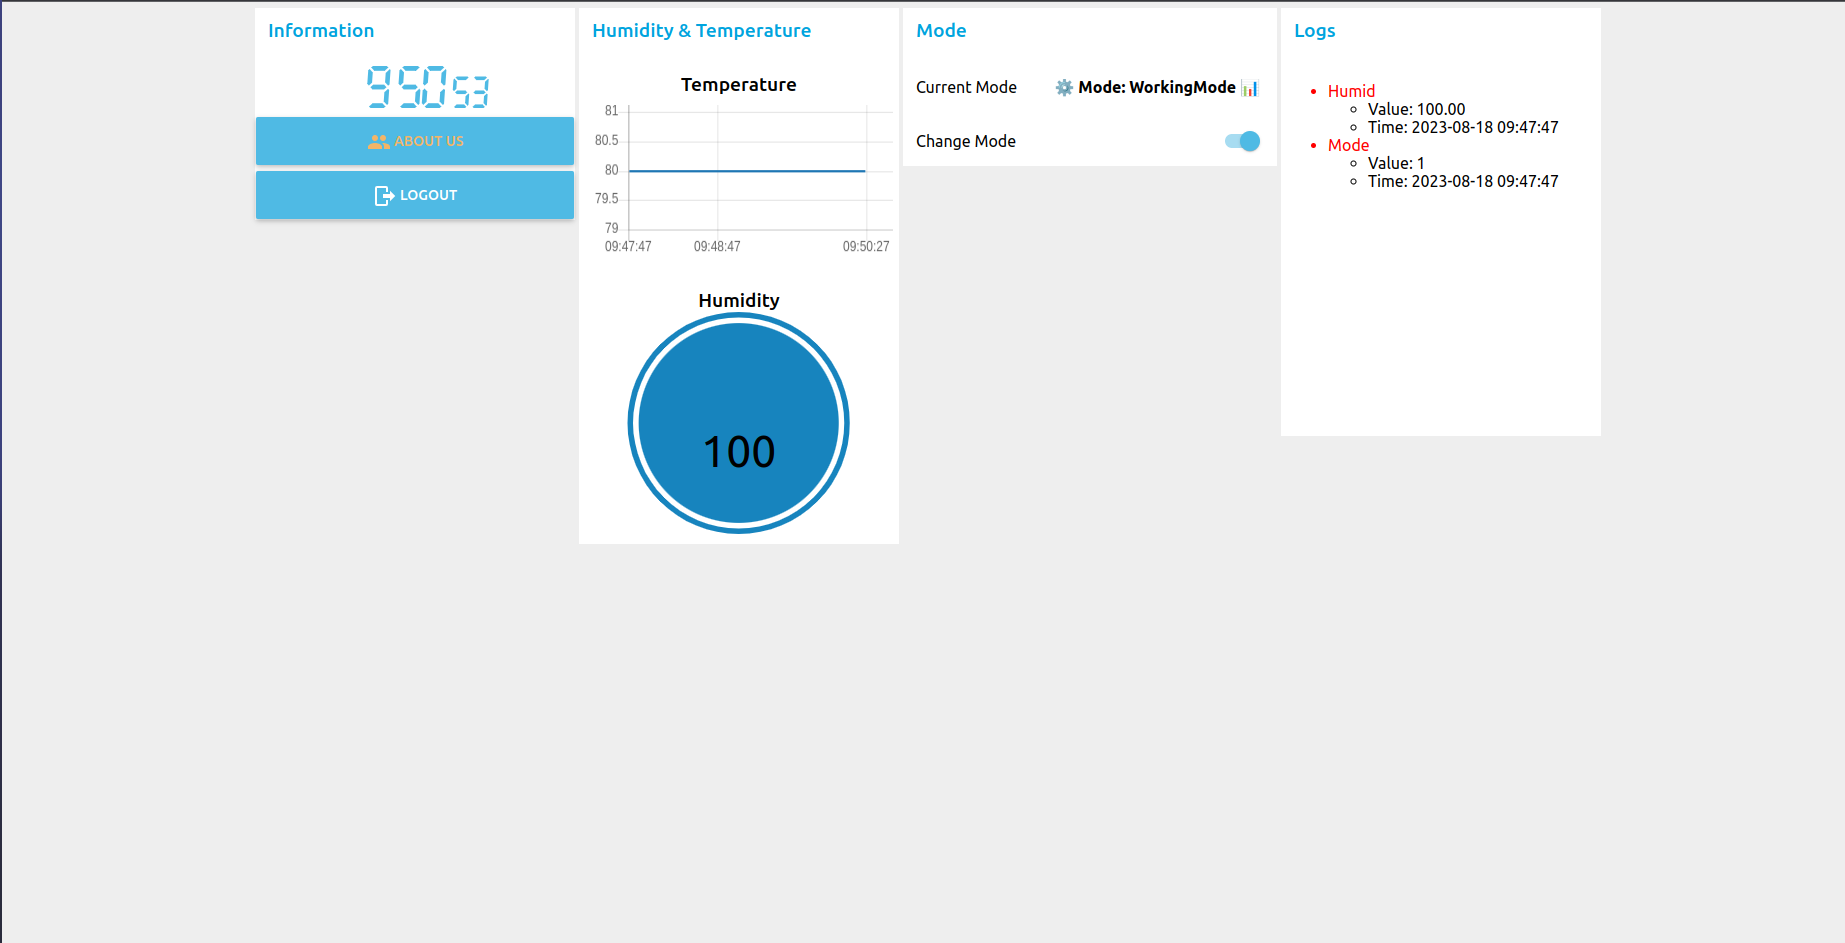 Information
950 53
ABOUT US
LOGOUT
Humidity & Temperature
Temperature
81
80.5
80
79.5
79
09:47:47 09:48:47 09:50:27
Humidity
100
Mode
Current Mode ⚙️ Mode: WorkingMode 📊
Change Mode
Logs
• Humid
◦ Value: 100.00
◦ Time: 2023-08-18 09:47:47
• Mode
◦ Value: 1
◦ Time: 2023-08-18 09:47:47